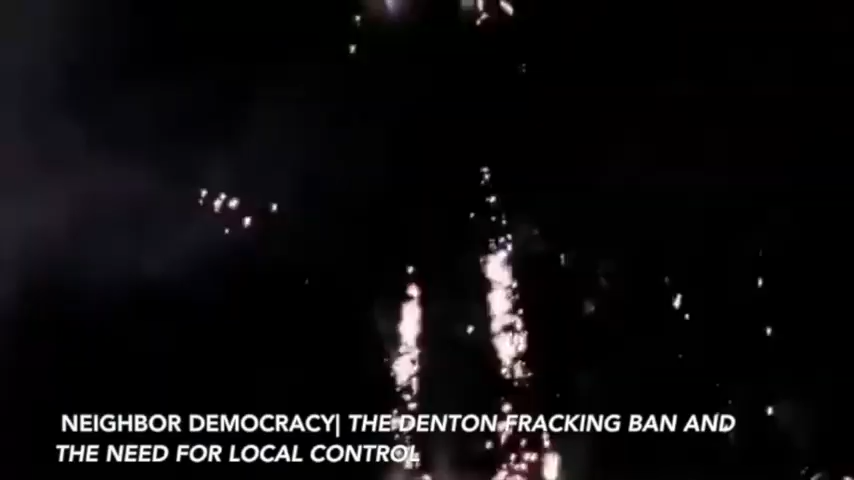 NEIGHBOR DEMOCRACY| THE DENTON FRACKING BAN AND
THE NEED FOR LOCAL CONTROL